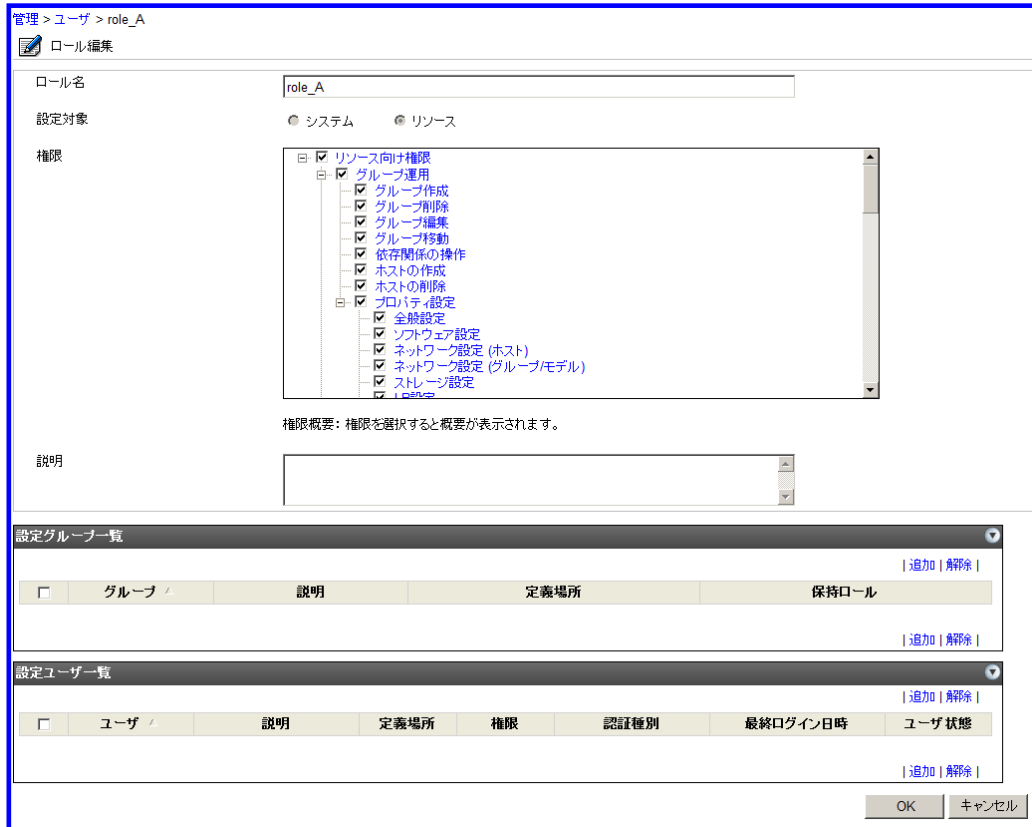 管理 > ユーザ > role_A
ロール編集
ロール名 role_A
設定対象 システム リソース
権限
リソース向け権限
グループ運用
グループ作成
グループ削除
グループ編集
グループ移動
依存関係の操作
ホストの作成
ホストの削除
プロパティ設定
全般設定
ソフトウェア設定
ネットワーク設定 (ホスト)
ネットワーク設定 (グループ/モデル)
ストレージ設定
LB設定
権限概要: 権限を選択すると概要が表示されます。
説明
設定グループ一覧
| 追加 | 解除 |
グループ 説明 定義場所 保持ロール
| 追加 | 解除 |
設定ユーザ一覧
| 追加 | 解除 |
ユーザ 説明 定義場所 権限 認証種別 最終ログイン日時 ユーザ状態
| 追加 | 解除 |
OK キャンセル